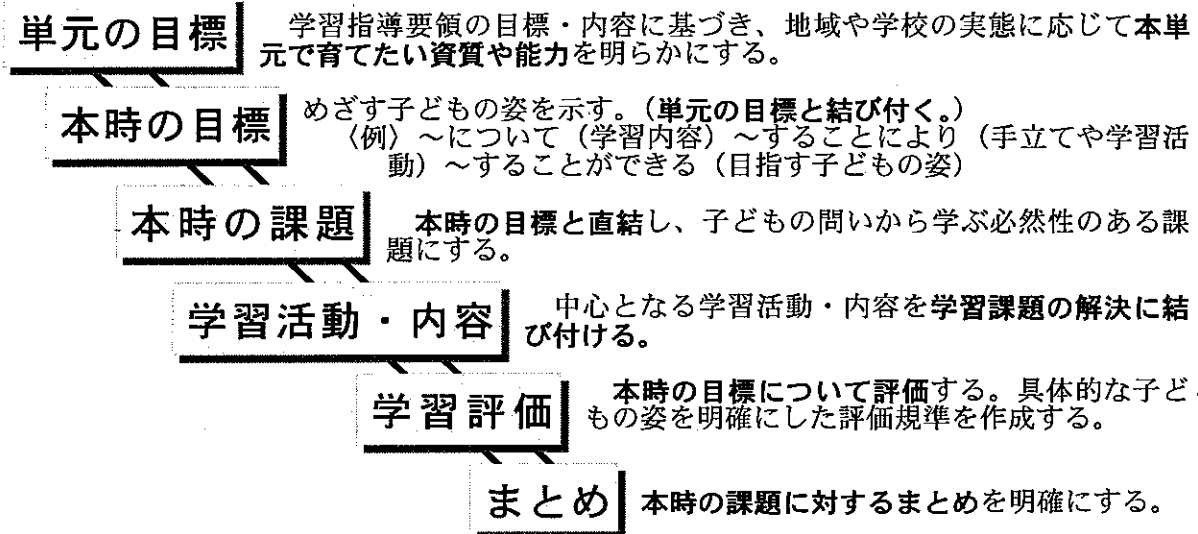 単元の目標
学習指導要領の目標・内容に基づき、地域や学校の実態に応じて本単
元で育てたい資質や能力を明らかにする。
本時の目標
めざす子どもの姿を示す。(単元の目標と結び付く。)
〈例〉～について(学習内容)～することにより(手立てや学習活
動)～することができる(目指す子どもの姿)
本時の課題
本時の目標と直結し、子どもの問いから学ぶ必然性のある課
題にする。
学習活動・内容
中心となる学習活動・内容を学習課題の解決に結
び付ける。
学習評価
本時の目標について評価する。具体的な子ど
もの姿を明確にした評価規準を作成する。
まとめ
本時の課題に対するまとめを明確にする。